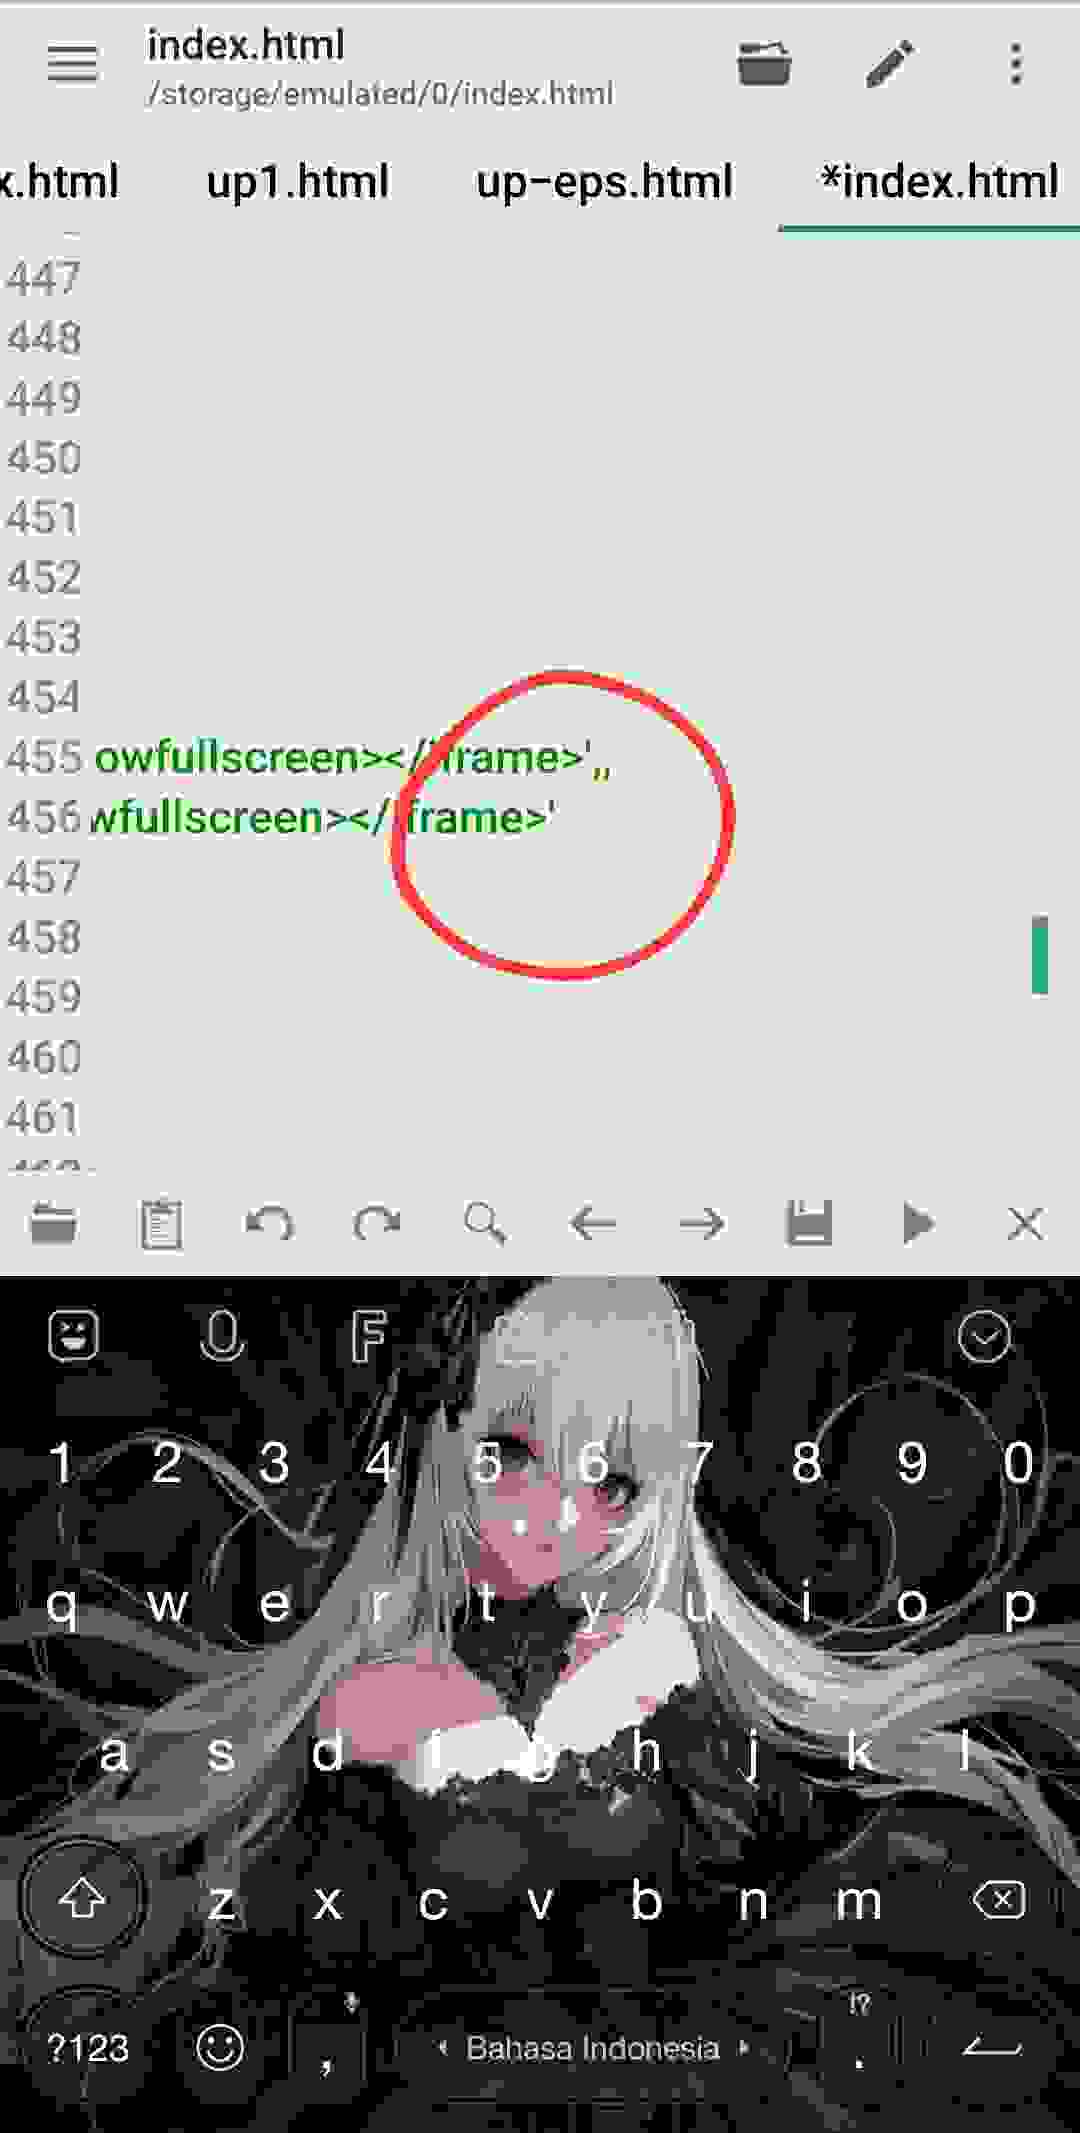 index.html
/storage/emulated/0/index.html
x.html up1.html up-eps.html *index.html
447
448
449
450
451
452
453
454
455 owfullscreen></iframe>',,
456 wfullscreen></iframe>'
457
458
459
460
461
F
1 2 3 4 5 6 7 8 9 0
q w e r t y u i o p
a s d f g h j k l
z x c v b n m
!?
?123 , Bahasa Indonesia .